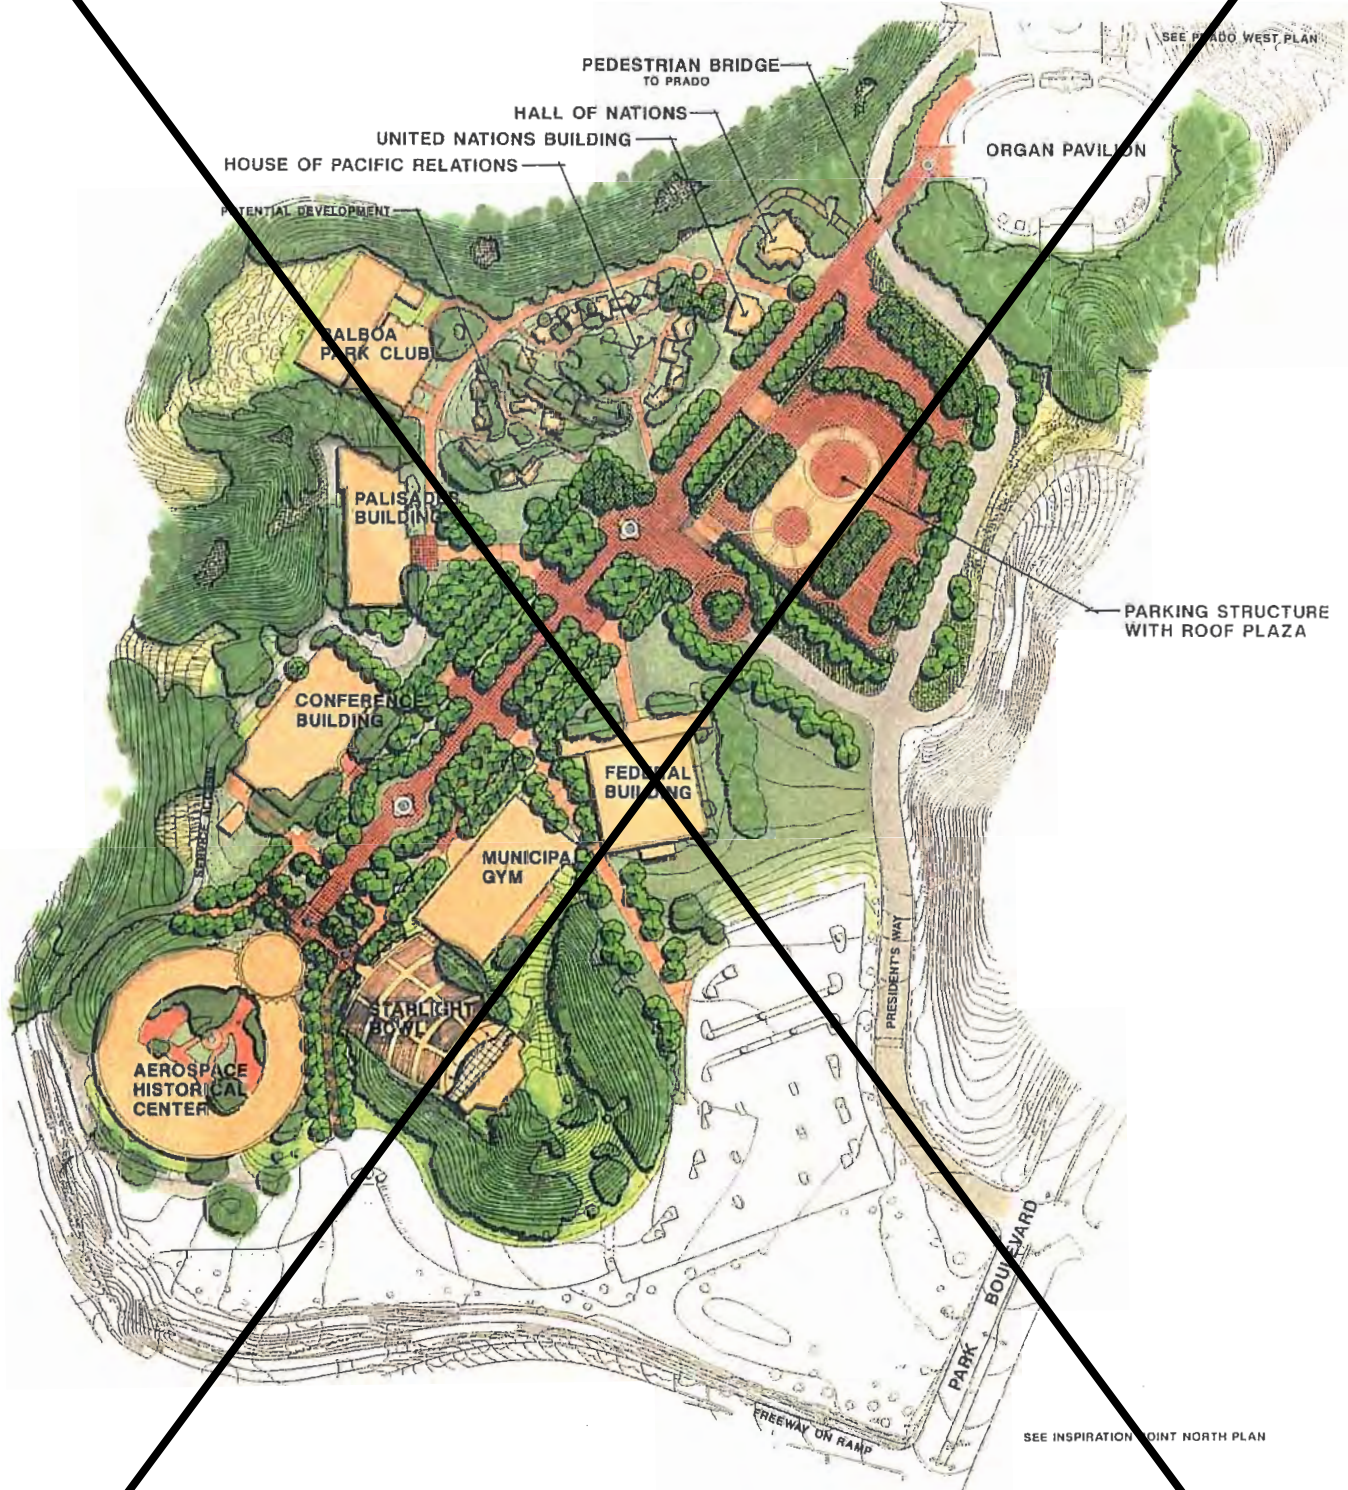 SEE PRADO WEST PLAN
PEDESTRIAN BRIDGE
TO PRADO
HALL OF NATIONS
UNITED NATIONS BUILDING
HOUSE OF PACIFIC RELATIONS
ORGAN PAVILION
POTENTIAL DEVELOPMENT
BALBOA
PARK CLUB
PALISADES
BUILDING
PARKING STRUCTURE
WITH ROOF PLAZA
CONFERENCE
BUILDING
FEDERAL
BUILDING
SERVICE ACCESS
MUNICIPAL
GYM
PRESIDENT'S WAY
STARLIGHT
BOWL
AEROSPACE
HISTORICAL
CENTER
PARK BOULEVARD
FREEWAY ON RAMP
SEE INSPIRATION POINT NORTH PLAN